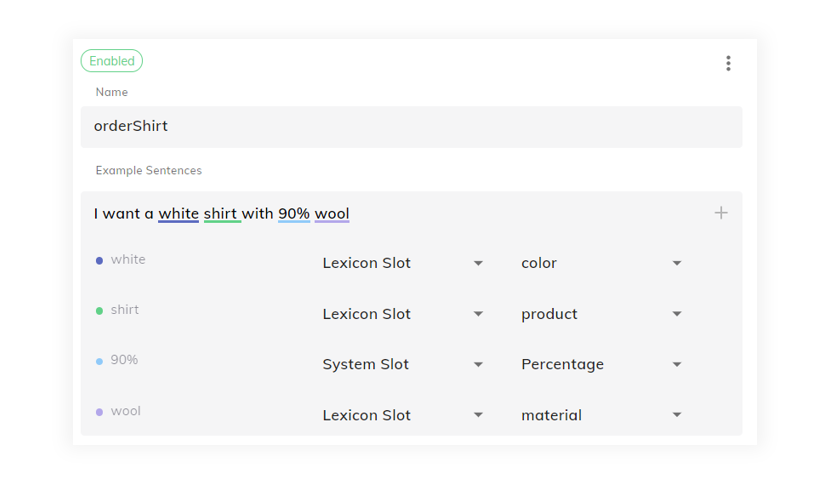 Enabled
Name
orderShirt
Example Sentences
I want a white shirt with 90% wool
white Lexicon Slot color
shirt Lexicon Slot product
90% System Slot Percentage
wool Lexicon Slot material